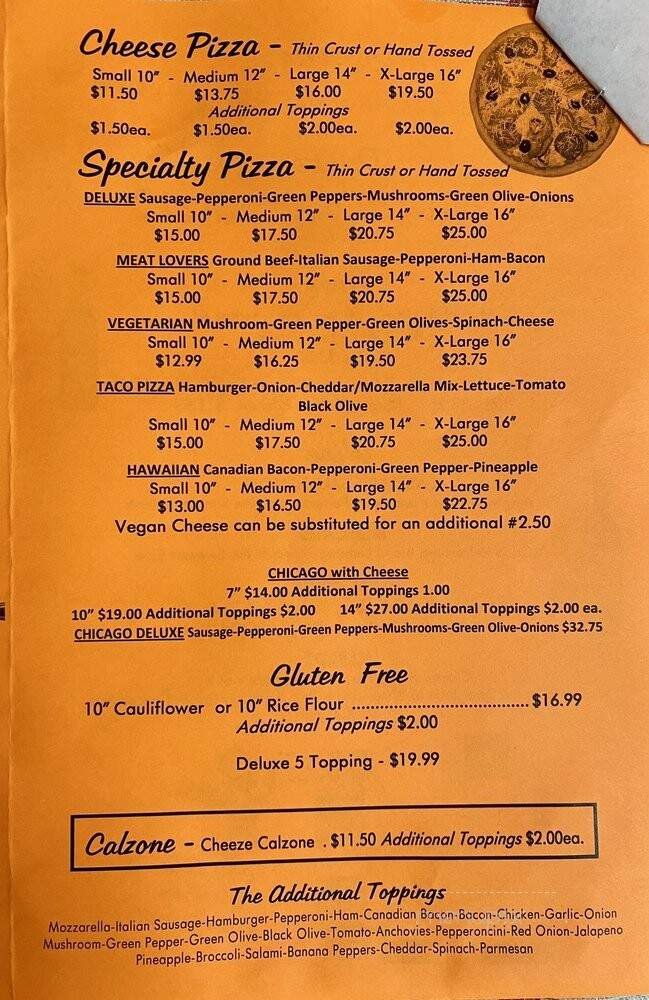 Cheese Pizza - Thin Crust or Hand Tossed
Small 10" - Medium 12" - Large 14" - X-Large 16"
$11.50 $13.75 $16.00 $19.50
Additional Toppings
$1.50ea. $1.50ea. $2.00ea. $2.00ea.
Specialty Pizza - Thin Crust or Hand Tossed
DELUXE Sausage-Pepperoni-Green Peppers-Mushrooms-Green Olive-Onions
Small 10" - Medium 12" - Large 14" - X-Large 16"
$15.00 $17.50 $20.75 $25.00
MEAT LOVERS Ground Beef-Italian Sausage-Pepperoni-Ham-Bacon
Small 10" - Medium 12" - Large 14" - X-Large 16"
$15.00 $17.50 $20.75 $25.00
VEGETARIAN Mushroom-Green Pepper-Green Olives-Spinach-Cheese
Small 10" - Medium 12" - Large 14" - X-Large 16"
$12.99 $16.25 $19.50 $23.75
TACO PIZZA Hamburger-Onion-Cheddar/Mozzarella Mix-Lettuce-Tomato
Black Olive
Small 10" - Medium 12" - Large 14" - X-Large 16"
$15.00 $17.50 $20.75 $25.00
HAWAIIAN Canadian Bacon-Pepperoni-Green Pepper-Pineapple
Small 10" - Medium 12" - Large 14" - X-Large 16"
$13.00 $16.50 $19.50 $22.75
Vegan Cheese can be substituted for an additional #2.50
CHICAGO with Cheese
7" $14.00 Additional Toppings 1.00
10" $19.00 Additional Toppings $2.00 14" $27.00 Additional Toppings $2.00 ea.
CHICAGO DELUXE Sausage-Pepperoni-Green Peppers-Mushrooms-Green Olive-Onions $32.75
Gluten Free
10" Cauliflower or 10" Rice Flour ..................................... $16.99
Additional Toppings $2.00
Deluxe 5 Topping - $19.99
Calzone - Cheeze Calzone . $11.50 Additional Toppings $2.00ea.
The Additional Toppings
Mozzarella-Italian Sausage-Hamburger-Pepperoni-Ham-Canadian Bacon-Bacon-Chicken-Garlic-Onion
Mushroom-Green Pepper-Green Olive-Black Olive-Tomato-Anchovies-Pepperoncini-Red Onion-Jalapeno
Pineapple-Broccoli-Salami-Banana Peppers-Cheddar-Spinach-Parmesan